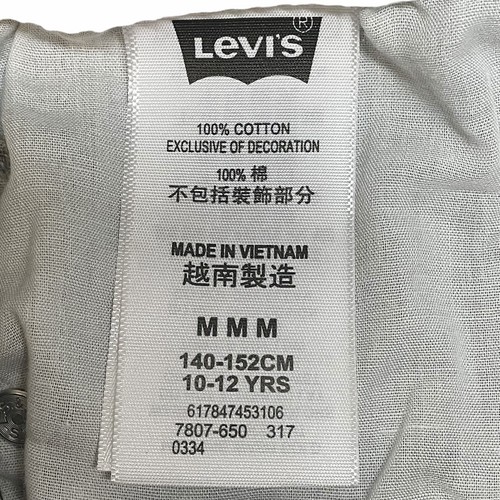 LEVI'S®
100% COTTON
EXCLUSIVE OF DECORATION
100% 棉
不包括裝飾部分
MADE IN VIETNAM
越南製造
M M M
140-152CM
10-12 YRS
617847453106
7807-650 317
0334